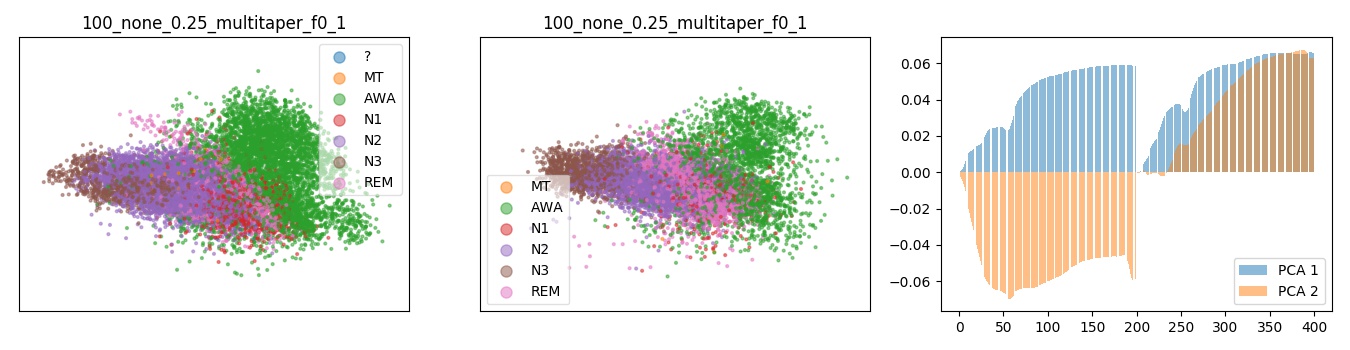 100_none_0.25_multitaper_f0_1
?
MT
AWA
N1
N2
N3
REM
100_none_0.25_multitaper_f0_1
MT
AWA
N1
N2
N3
REM
0.06
0.04
0.02
0.00
−0.02
−0.04
−0.06
PCA 1
PCA 2
0 50 100 150 200 250 300 350 400